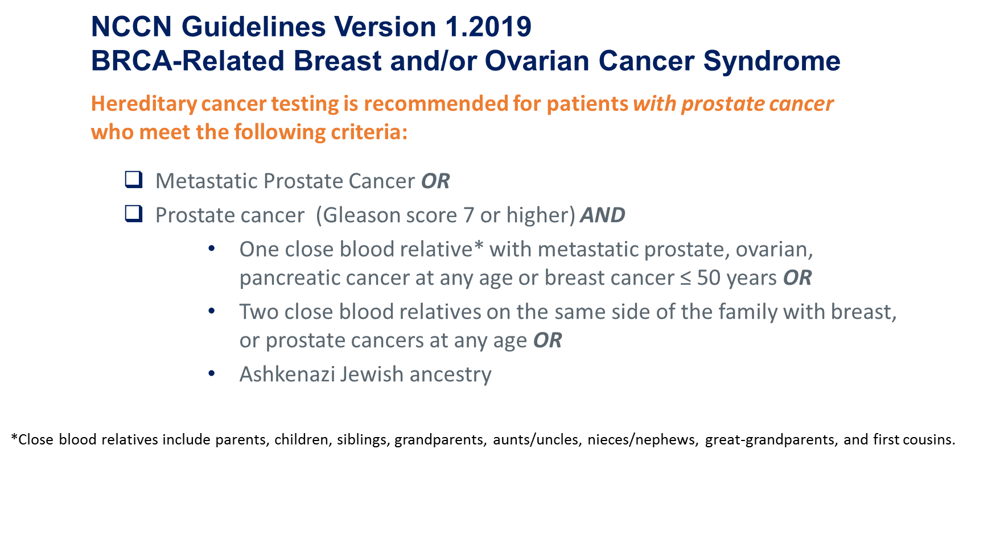 NCCN Guidelines Version 1.2019
BRCA-Related Breast and/or Ovarian Cancer Syndrome
Hereditary cancer testing is recommended for patients with prostate cancer
who meet the following criteria:
❑ Metastatic Prostate Cancer OR
❑ Prostate cancer (Gleason score 7 or higher) AND
• One close blood relative* with metastatic prostate, ovarian,
pancreatic cancer at any age or breast cancer ≤ 50 years OR
• Two close blood relatives on the same side of the family with breast,
or prostate cancers at any age OR
• Ashkenazi Jewish ancestry
*Close blood relatives include parents, children, siblings, grandparents, aunts/uncles, nieces/nephews, great-grandparents, and first cousins.